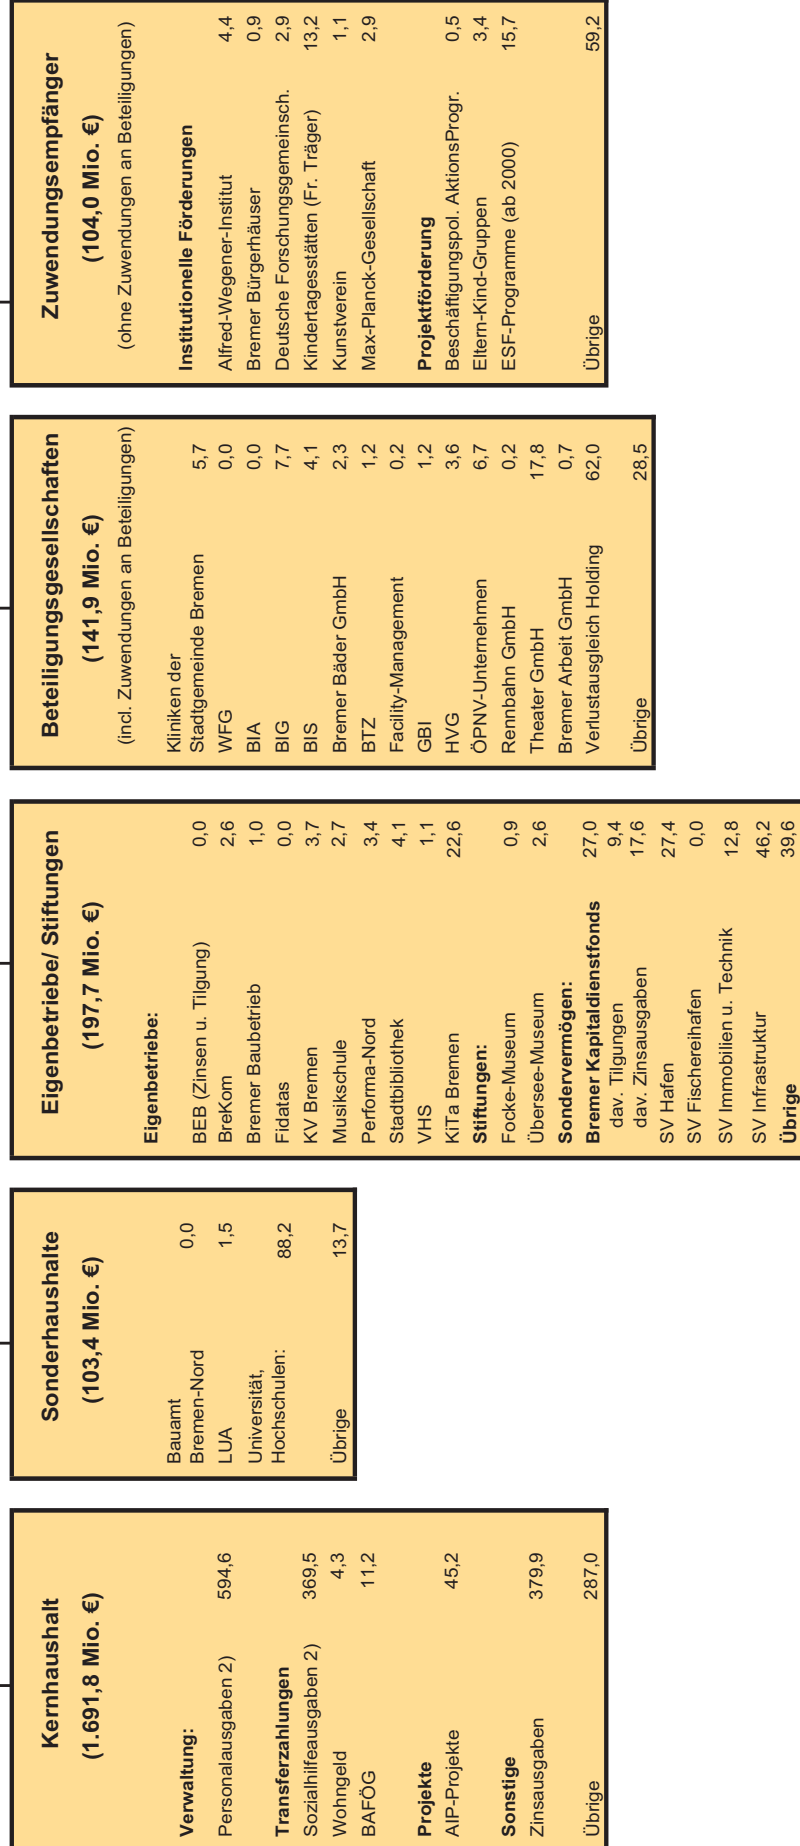 Kernhaushalt
(1.691,8 Mio. €)
Verwaltung:
Personalausgaben 2) 594,6
Transferzahlungen
Sozialhilfeausgaben 2) 369,5
Wohngeld 4,3
BAFÖG 11,2
Projekte
AIP-Projekte 45,2
Sonstige
Zinsausgaben 379,9
Übrige 287,0
Sonderhaushalte
(103,4 Mio. €)
Bauamt
Bremen-Nord 0,0
LUA 1,5
Universität,
Hochschulen: 88,2
Übrige 13,7
Eigenbetriebe/ Stiftungen
(197,7 Mio. €)
Eigenbetriebe:
BEB (Zinsen u. Tilgung) 0,0
BreKom 2,6
Bremer Baubetrieb 1,0
Fidatas 0,0
KV Bremen 3,7
Musikschule 2,7
Performa-Nord 3,4
Stadtbibliothek 4,1
VHS 1,1
KiTa Bremen 22,6
Stiftungen:
Focke-Museum 0,9
Übersee-Museum 2,6
Sondervermögen:
Bremer Kapitaldienstfonds 27,0
dav. Tilgungen 9,4
dav. Zinsausgaben 17,6
SV Hafen 27,4
SV Fischereihafen 0,0
SV Immobilien u. Technik 12,8
SV Infrastruktur 46,2
Übrige 39,6
Beteiligungsgesellschaften
(141,9 Mio. €)
(incl. Zuwendungen an Beteiligungen)
Kliniken der
Stadtgemeinde Bremen 5,7
WFG 0,0
BIA 0,0
BIG 7,7
BIS 4,1
Bremer Bäder GmbH 2,3
BTZ 1,2
Facility-Management 0,2
GBI 1,2
HVG 3,6
ÖPNV-Unternehmen 6,7
Rennbahn GmbH 0,2
Theater GmbH 17,8
Bremer Arbeit GmbH 0,7
Verlustausgleich Holding 62,0
Übrige 28,5
Zuwendungsempfänger
(104,0 Mio. €)
(ohne Zuwendungen an Beteiligungen)
Institutionelle Förderungen
Alfred-Wegener-Institut 4,4
Bremer Bürgerhäuser 0,9
Deutsche Forschungsgemeinsch. 2,9
Kindertagesstätten (Fr. Träger) 13,2
Kunstverein 1,1
Max-Planck-Gesellschaft 2,9
Projektförderung
Beschäftigungspol. AktionsProgr. 0,5
Eltern-Kind-Gruppen 3,4
ESF-Programme (ab 2000) 15,7
Übrige 59,2